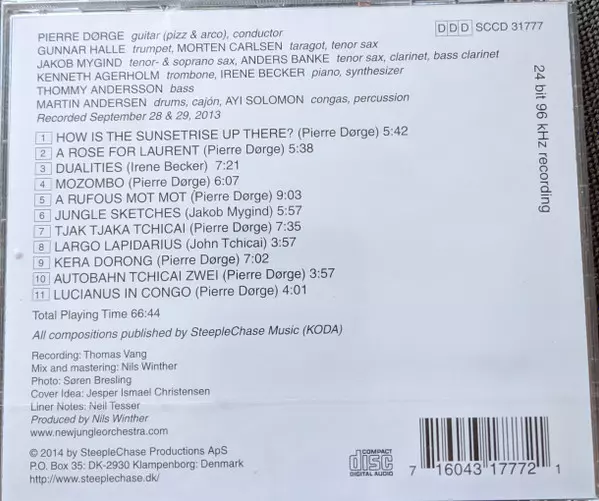 PIERRE DØRGE guitar (pizz & arco), conductor
GUNNAR HALLE trumpet, MORTEN CARLSEN taragot, tenor sax
JAKOB MYGIND tenor- & soprano sax, ANDERS BANKE tenor sax, clarinet, bass clarinet
KENNETH AGERHOLM trombone, IRENE BECKER piano, synthesizer
THOMMY ANDERSSON bass
MARTIN ANDERSEN drums, cajón, AYI SOLOMON congas, percussion
Recorded September 28 & 29, 2013
DDD SCCD 31777
24 bit 96 kHz recording
1 HOW IS THE SUNSETRISE UP THERE? (Pierre Dørge) 5:42
2 A ROSE FOR LAURENT (Pierre Dørge) 5:38
3 DUALITIES (Irene Becker) 7:21
4 MOZOMBO (Pierre Dørge) 6:07
5 A RUFOUS MOT MOT (Pierre Dørge) 9:03
6 JUNGLE SKETCHES (Jakob Mygind) 5:57
7 TJAK TJAKA TCHICAI (Pierre Dørge) 7:35
8 LARGO LAPIDARIUS (John Tchicai) 3:57
9 KERA DORONG (Pierre Dørge) 7:02
10 AUTOBAHN TCHICAI ZWEI (Pierre Dørge) 3:57
11 LUCIANUS IN CONGO (Pierre Dørge) 4:01
Total Playing Time 66:44
All compositions published by SteepleChase Music (KODA)
Recording: Thomas Vang
Mix and mastering: Nils Winther
Photo: Søren Bresling
Cover Idea: Jesper Ismael Christensen
Liner Notes: Neil Tesser
Produced by Nils Winther
www.newjungleorchestra.com
© 2014 by SteepleChase Productions ApS
P.O. Box 35: DK-2930 Klampenborg: Denmark
http://www.steeplechase.dk/
COMPACT
disc
DIGITAL AUDIO
7 16043 17772 1